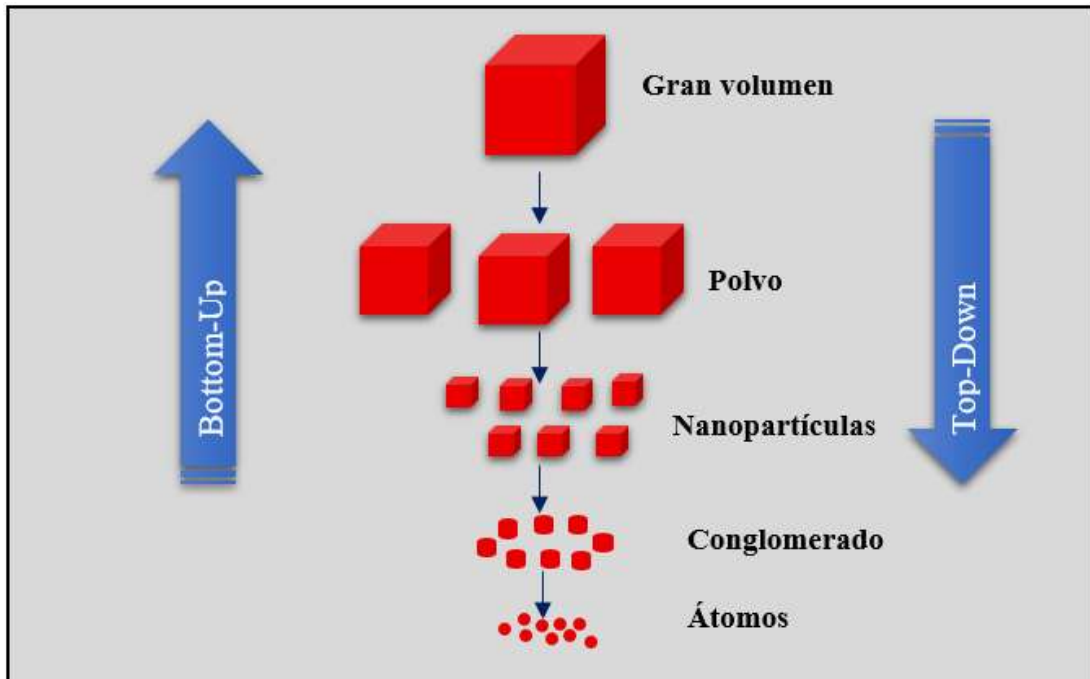 Gran volumen
Polvo
Nanopartículas
Conglomerado
Átomos
Bottom-Up
Top-Down